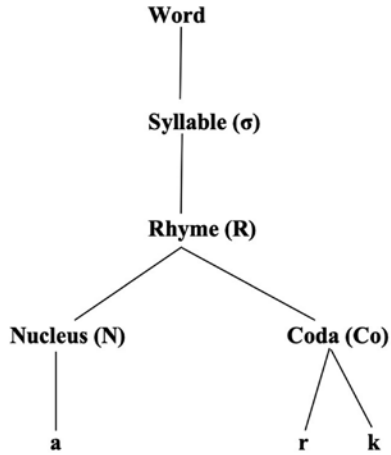 Word
Syllable (σ)
Rhyme (R)
Nucleus (N) Coda (Co)
a r k